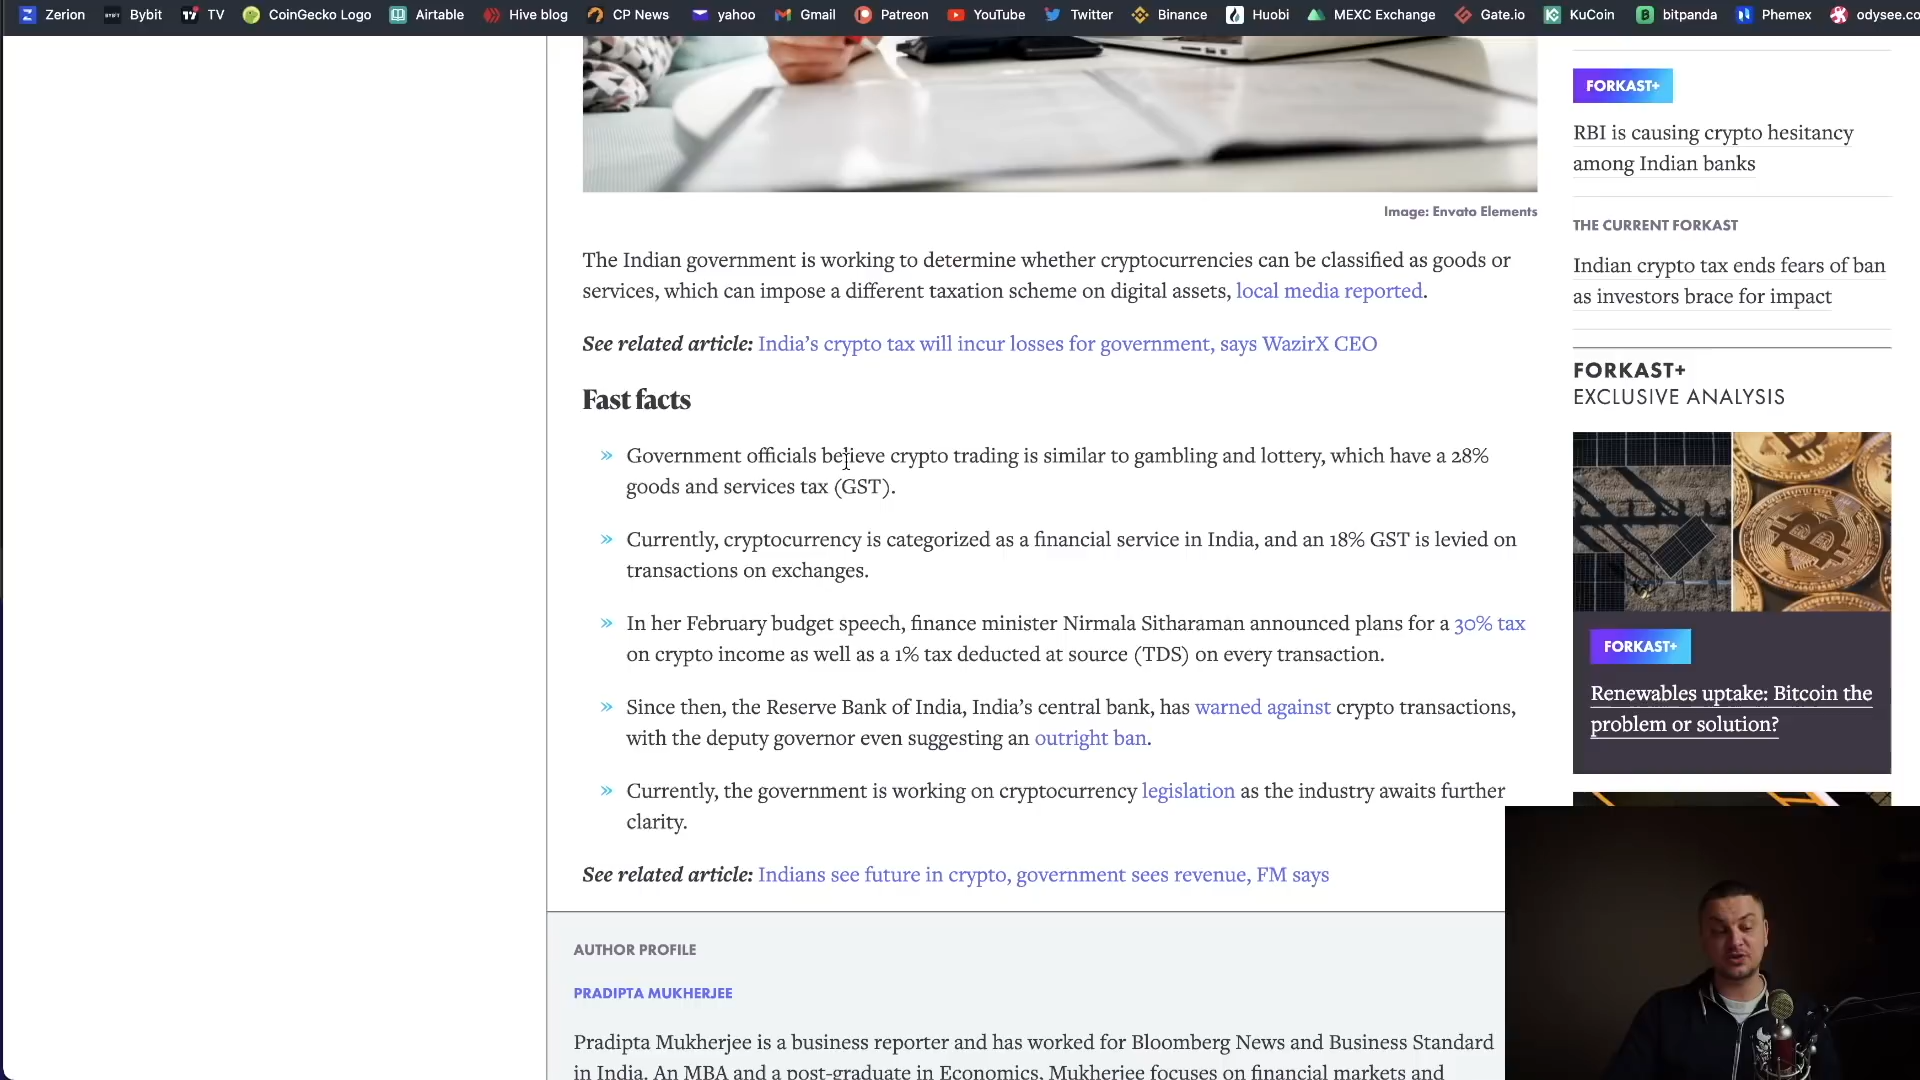 Zerion Bybit TV CoinGecko Logo Airtable Hive blog CP News yahoo Gmail Patreon YouTube Twitter Binance Huobi MEXC Exchange Gate.io KuCoin bitpanda Phemex odysee.co
FORKAST+
RBI is causing crypto hesitancy
among Indian banks
Image: Envato Elements
THE CURRENT FORKAST
Indian crypto tax ends fears of ban
as investors brace for impact
The Indian government is working to determine whether cryptocurrencies can be classified as goods or
services, which can impose a different taxation scheme on digital assets, local media reported.
See related article: India’s crypto tax will incur losses for government, says WazirX CEO
FORKAST+
EXCLUSIVE ANALYSIS
Fast facts
» Government officials believe crypto trading is similar to gambling and lottery, which have a 28%
goods and services tax (GST).
» Currently, cryptocurrency is categorized as a financial service in India, and an 18% GST is levied on
transactions on exchanges.
» In her February budget speech, finance minister Nirmala Sitharaman announced plans for a 30% tax
on crypto income as well as a 1% tax deducted at source (TDS) on every transaction.
» Since then, the Reserve Bank of India, India’s central bank, has warned against crypto transactions,
with the deputy governor even suggesting an outright ban.
» Currently, the government is working on cryptocurrency legislation as the industry awaits further
clarity.
See related article: Indians see future in crypto, government sees revenue, FM says
FORKAST+
Renewables uptake: Bitcoin the
problem or solution?
AUTHOR PROFILE
PRADIPTA MUKHERJEE
Pradipta Mukherjee is a business reporter and has worked for Bloomberg News and Business Standard
in India. An MBA and a post-graduate in Economics, Mukherjee focuses on financial markets and